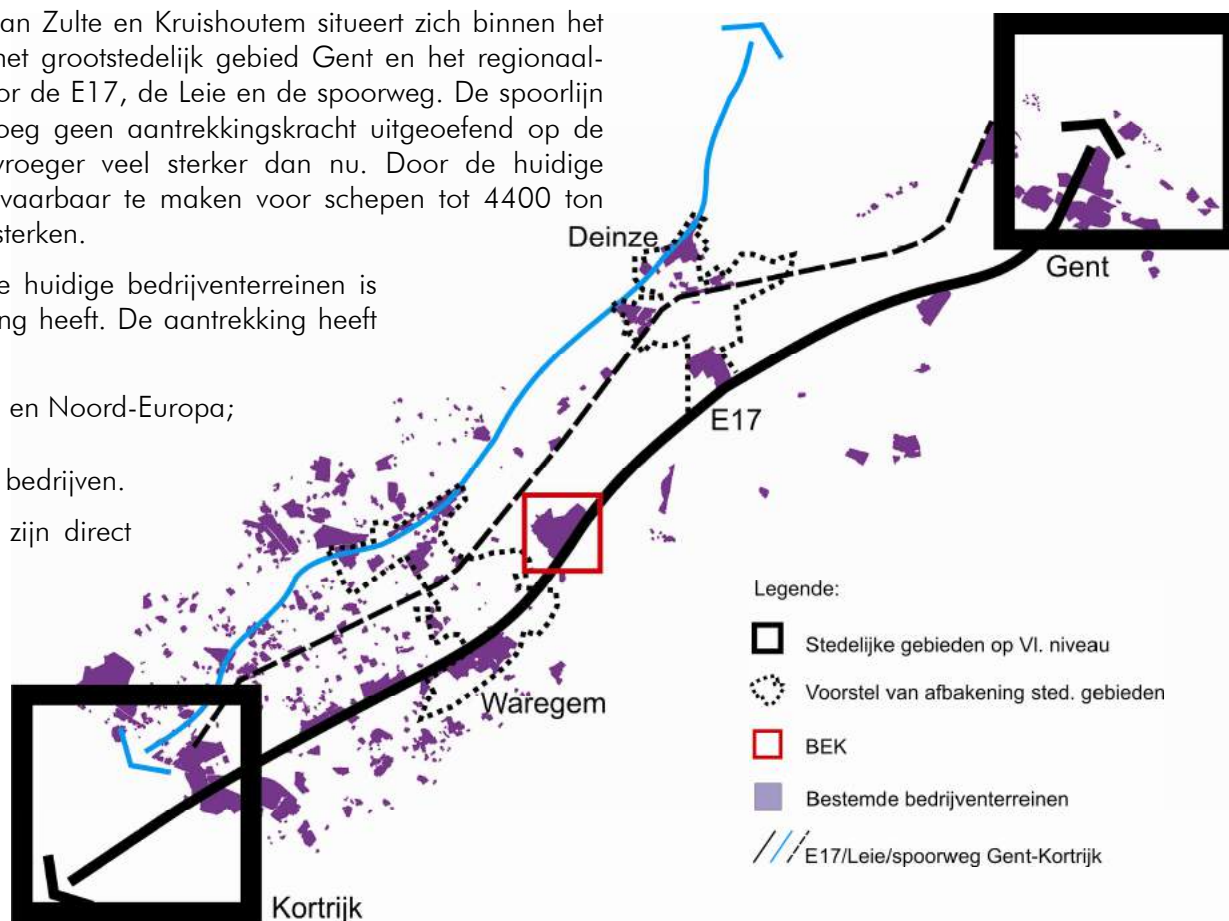 an Zulte en Kruishoutem situeert zich binnen het
net grootstedelijk gebied Gent en het regionaal-
or de E17, de Leie en de spoorweg. De spoorlijn
oeg geen aantrekkingskracht uitgeoefend op de
vroeger veel sterker dan nu. Door de huidige
vaarbaar te maken voor schepen tot 4400 ton
sterken.
e huidige bedrijventerreinen is
ng heeft. De aantrekking heeft
en Noord-Europa;
bedrijven.
zijn direct
Deinze
Gent
E17
Waregem
Kortrijk
Legende:
Stedelijke gebieden op Vl. niveau
Voorstel van afbakening sted. gebieden
BEK
Bestemde bedrijventerreinen
E17/Leie/spoorweg Gent-Kortrijk